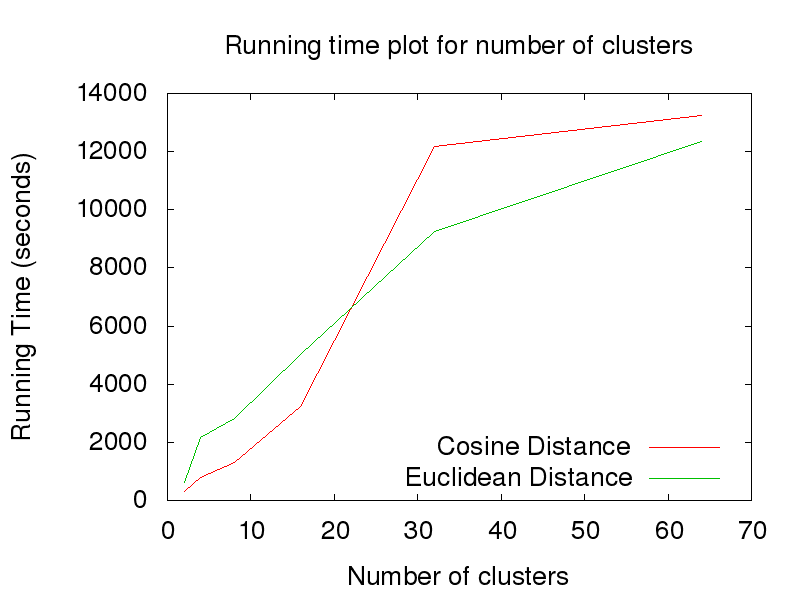 Running time plot for number of clusters
14000
12000
10000
8000
6000
4000
2000
0
Running Time (seconds)
Cosine Distance
Euclidean Distance
0 10 20 30 40 50 60 70
Number of clusters